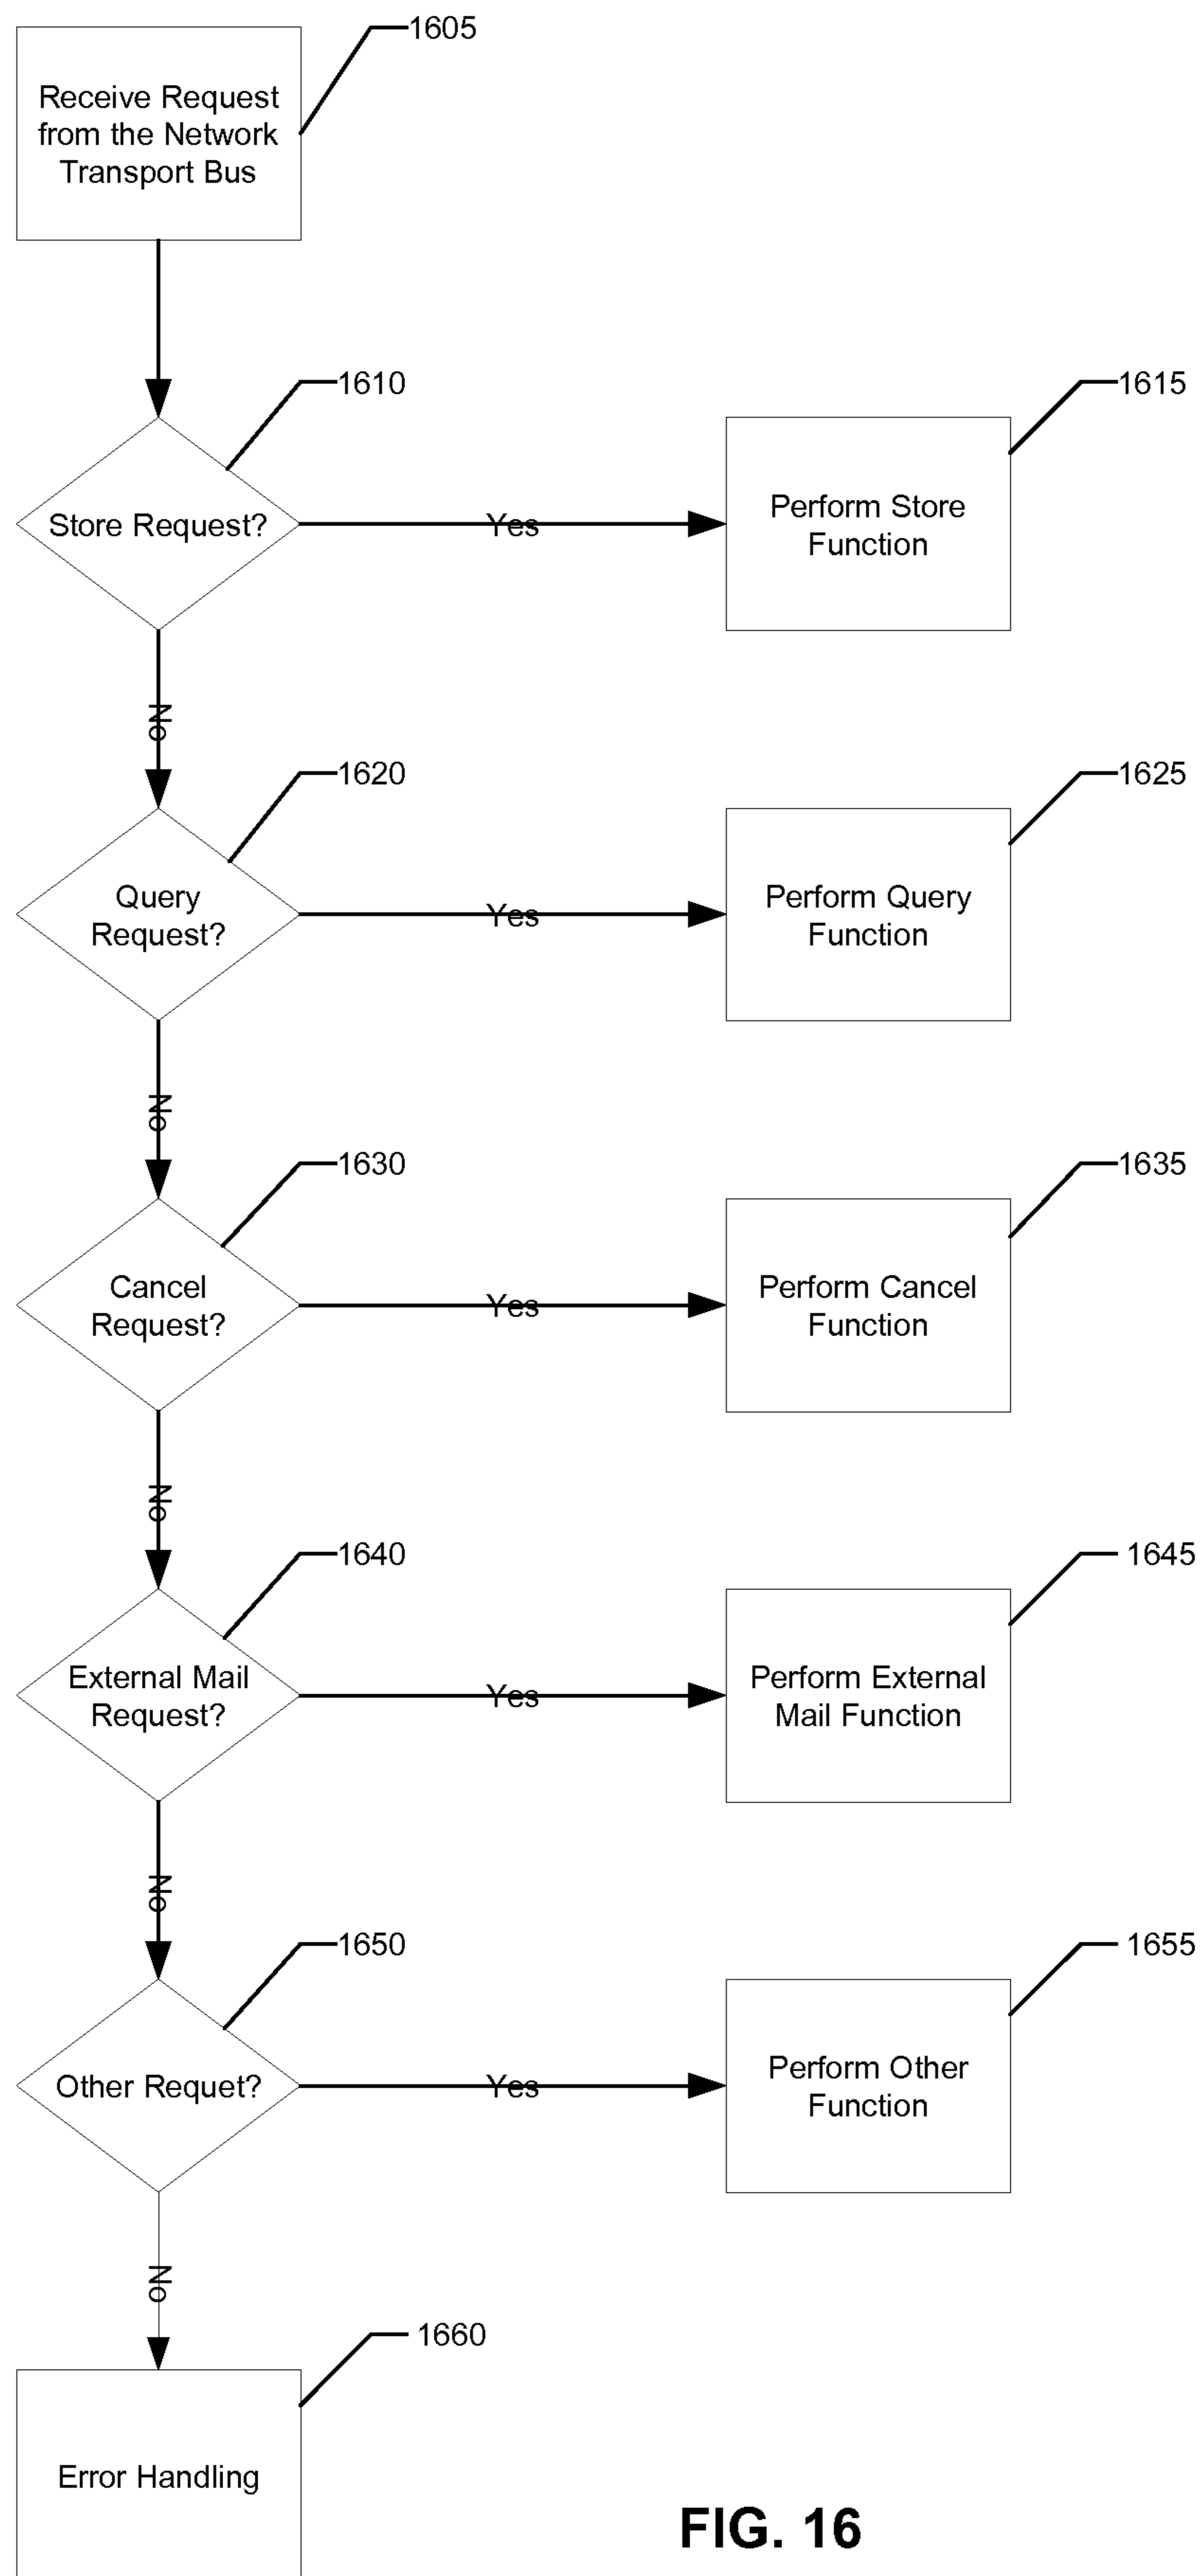 1605
Receive Request
from the Network
Transport Bus
1610
1615
Store Request?
Yes
Perform Store
Function
No
1620
1625
Query
Request?
Yes
Perform Query
Function
No
1630
1635
Cancel
Request?
Yes
Perform Cancel
Function
No
1640
1645
External Mail
Request?
Yes
Perform External
Mail Function
No
1650
1655
Other Requet?
Yes
Perform Other
Function
No
1660
Error Handling
FIG. 16